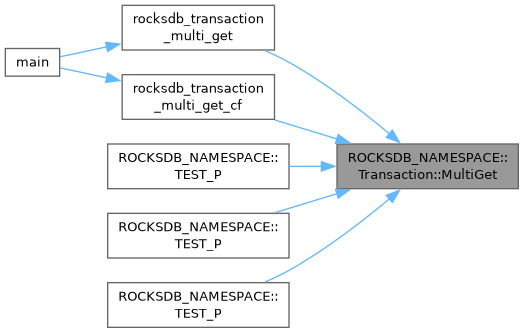 rocksdb_transaction
_multi_get
main
rocksdb_transaction
_multi_get_cf
ROCKSDB_NAMESPACE::
TEST_P
ROCKSDB_NAMESPACE::
Transaction::MultiGet
ROCKSDB_NAMESPACE::
TEST_P
ROCKSDB_NAMESPACE::
TEST_P